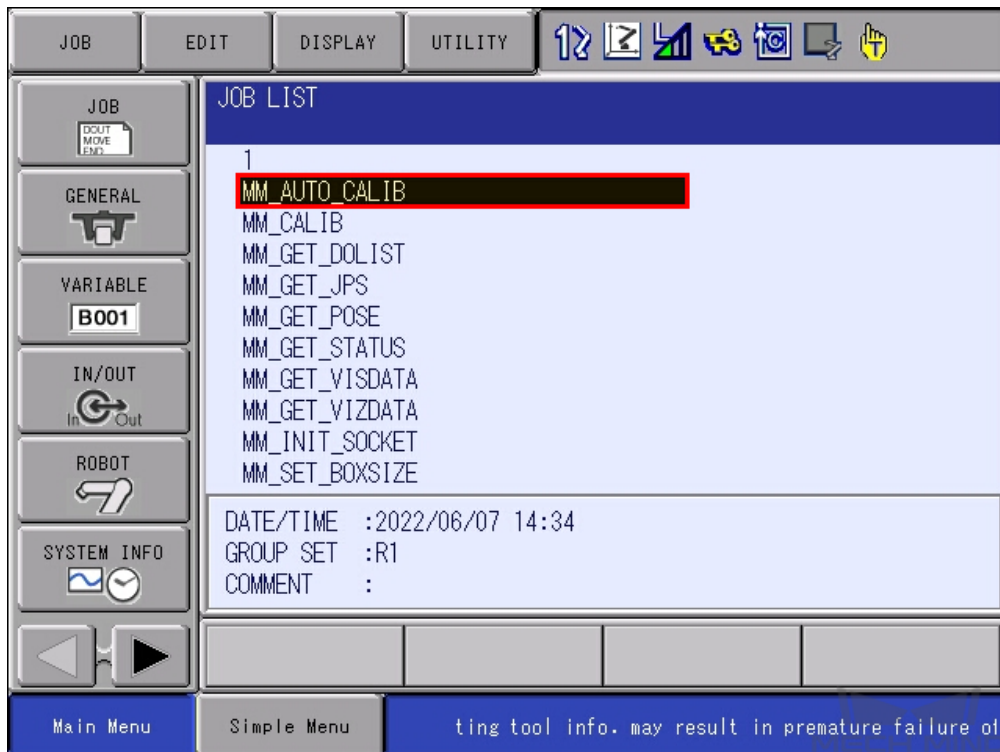 JOB
EDIT
DISPLAY
UTILITY
JOB
DOUT
MOVE
END
GENERAL
VARIABLE
B001
IN/OUT
In Out
ROBOT
SYSTEM INFO
JOB LIST
1
MM_AUTO_CALIB
MM_CALIB
MM_GET_DOLIST
MM_GET_JPS
MM_GET_POSE
MM_GET_STATUS
MM_GET_VISDATA
MM_GET_VIZDATA
MM_INIT_SOCKET
MM_SET_BOXSIZE
DATE/TIME :2022/06/07 14:34
GROUP SET :R1
COMMENT :
Main Menu
Simple Menu
ting tool info. may result in premature failure of